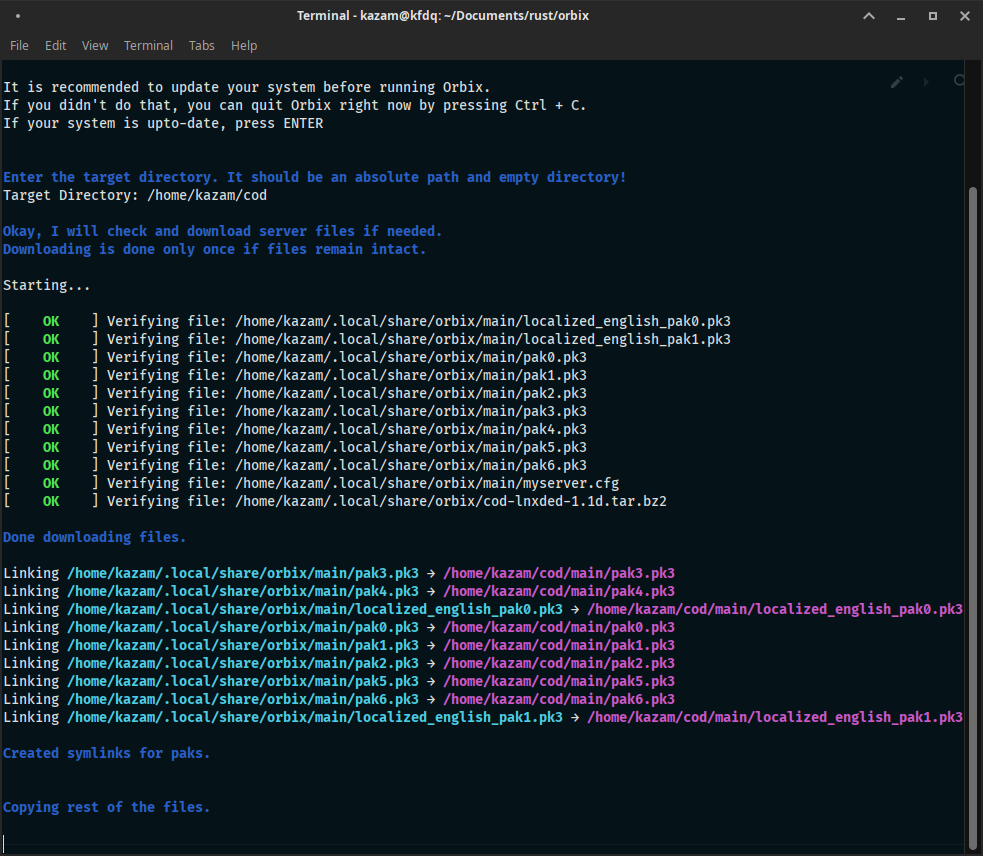 Terminal - kazam@kfdq: ~/Documents/rust/orbix
File Edit View Terminal Tabs Help
It is recommended to update your system before running Orbix.
If you didn't do that, you can quit Orbix right now by pressing Ctrl + C.
If your system is upto-date, press ENTER
Enter the target directory. It should be an absolute path and empty directory!
Target Directory: /home/kazam/cod
Okay, I will check and download server files if needed.
Downloading is done only once if files remain intact.
Starting...
[    OK    ] Verifying file: /home/kazam/.local/share/orbix/main/localized_english_pak0.pk3
[    OK    ] Verifying file: /home/kazam/.local/share/orbix/main/localized_english_pak1.pk3
[    OK    ] Verifying file: /home/kazam/.local/share/orbix/main/pak0.pk3
[    OK    ] Verifying file: /home/kazam/.local/share/orbix/main/pak1.pk3
[    OK    ] Verifying file: /home/kazam/.local/share/orbix/main/pak2.pk3
[    OK    ] Verifying file: /home/kazam/.local/share/orbix/main/pak3.pk3
[    OK    ] Verifying file: /home/kazam/.local/share/orbix/main/pak4.pk3
[    OK    ] Verifying file: /home/kazam/.local/share/orbix/main/pak5.pk3
[    OK    ] Verifying file: /home/kazam/.local/share/orbix/main/pak6.pk3
[    OK    ] Verifying file: /home/kazam/.local/share/orbix/main/myserver.cfg
[    OK    ] Verifying file: /home/kazam/.local/share/orbix/cod-lnxded-1.1d.tar.bz2
Done downloading files.
Linking /home/kazam/.local/share/orbix/main/pak3.pk3 → /home/kazam/cod/main/pak3.pk3
Linking /home/kazam/.local/share/orbix/main/pak4.pk3 → /home/kazam/cod/main/pak4.pk3
Linking /home/kazam/.local/share/orbix/main/localized_english_pak0.pk3 → /home/kazam/cod/main/localized_english_pak0.pk3
Linking /home/kazam/.local/share/orbix/main/pak0.pk3 → /home/kazam/cod/main/pak0.pk3
Linking /home/kazam/.local/share/orbix/main/pak1.pk3 → /home/kazam/cod/main/pak1.pk3
Linking /home/kazam/.local/share/orbix/main/pak2.pk3 → /home/kazam/cod/main/pak2.pk3
Linking /home/kazam/.local/share/orbix/main/pak5.pk3 → /home/kazam/cod/main/pak5.pk3
Linking /home/kazam/.local/share/orbix/main/pak6.pk3 → /home/kazam/cod/main/pak6.pk3
Linking /home/kazam/.local/share/orbix/main/localized_english_pak1.pk3 → /home/kazam/cod/main/localized_english_pak1.pk3
Created symlinks for paks.
Copying rest of the files.